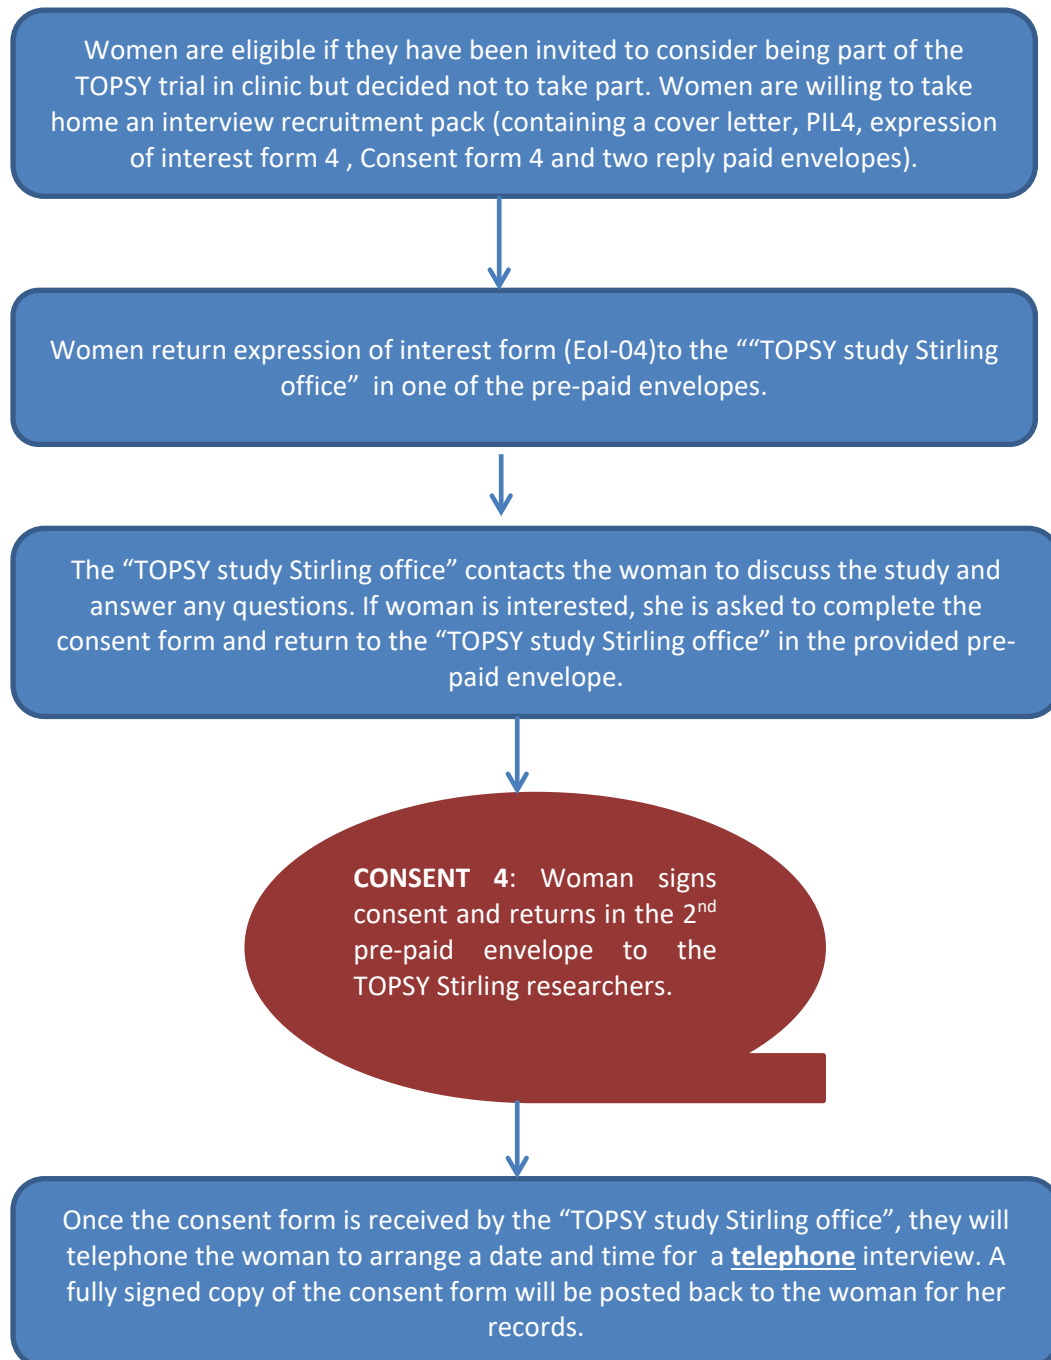 Women are eligible if they have been invited to consider being part of the
TOPSY trial in clinic but decided not to take part. Women are willing to take
home an interview recruitment pack (containing a cover letter, PIL4, expression
of interest form 4 , Consent form 4 and two reply paid envelopes).
Women return expression of interest form (EoI-04)to the ““TOPSY study Stirling
office”  in one of the pre-paid envelopes.
The “TOPSY study Stirling office” contacts the woman to discuss the study and
answer any questions. If woman is interested, she is asked to complete the
consent form and return to the “TOPSY study Stirling office” in the provided pre-
paid envelope.
CONSENT 4: Woman signs
consent and returns in the 2nd
pre-paid envelope to the
TOPSY Stirling researchers.
Once the consent form is received by the “TOPSY study Stirling office”, they will
telephone the woman to arrange a date and time for  a telephone interview. A
fully signed copy of the consent form will be posted back to the woman for her
records.